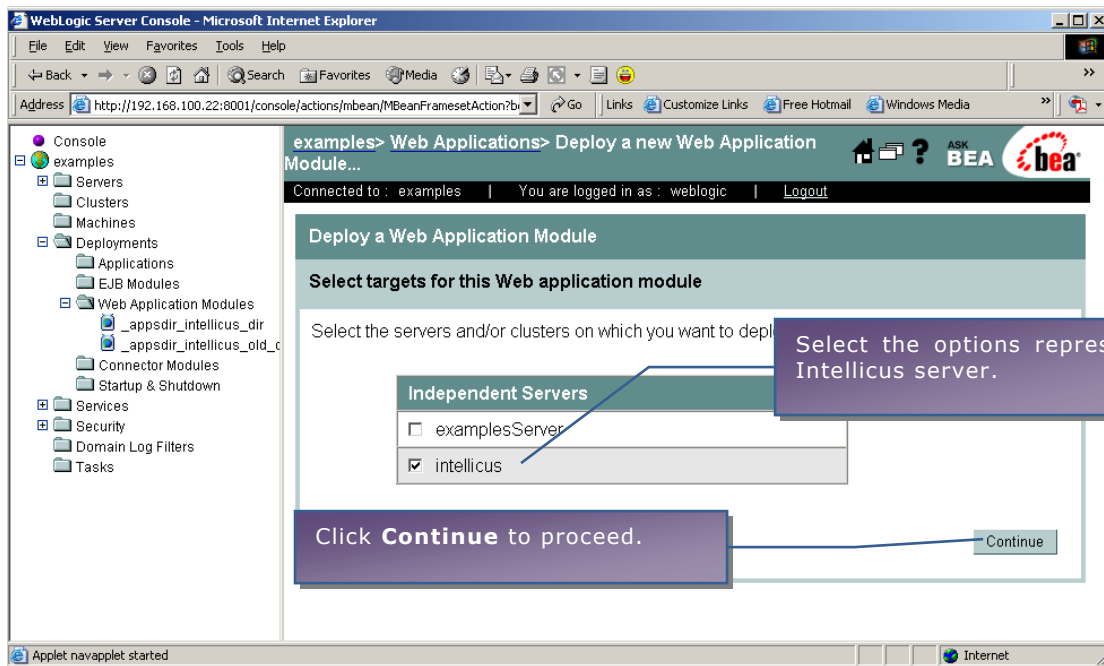 WebLogic Server Console - Microsoft Internet Explorer
File Edit View Favorites Tools Help
Back Search Favorites Media
Address http://192.168.100.22:8001/console/actions/mbean/MBeanFramesetAction?b Go Links Customize Links Free Hotmail Windows Media
Console
examples
Servers
Clusters
Machines
Deployments
Applications
EJB Modules
Web Application Modules
_appsdir_intellicus_dir
_appsdir_intellicus_old_d
Connector Modules
Startup & Shutdown
Services
Security
Domain Log Filters
Tasks
examples> Web Applications> Deploy a new Web Application
Module...
ASK
BEA
bea
Connected to : examples | You are logged in as : weblogic | Logout
Deploy a Web Application Module
Select targets for this Web application module
Select the servers and/or clusters on which you want to depl
Select the options repres
Intellicus server.
Independent Servers
examplesServer
intellicus
Click Continue to proceed.
Continue
Applet navapplet started
Internet